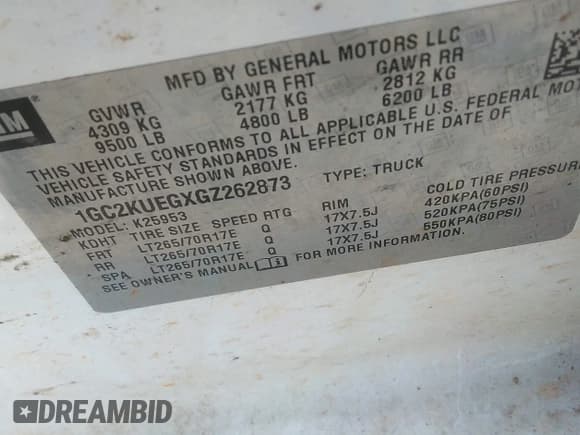 MFD BY GENERAL MOTORS LLC
GVWR GAWR FRT GAWR RR
4309 KG 2177 KG 2812 KG
9500 LB 4800 LB 6200 LB
THIS VEHICLE CONFORMS TO ALL APPLICABLE U.S. FEDERAL MOT
VEHICLE SAFETY STANDARDS IN EFFECT ON THE DATE OF
MANUFACTURE SHOWN ABOVE.
1GC2KUEGXGZ262873 TYPE: TRUCK
MODEL: K25953
KDHT TIRE SIZE SPEED RTG RIM COLD TIRE PRESSUR
FRT LT265/70R17E Q 17X7.5J 420KPA(60PSI)
RR LT265/70R17E Q 17X7.5J 520KPA(75PSI)
SPA LT265/70R17E Q 17X7.5J 550KPA(80PSI)
SEE OWNER'S MANUAL FOR MORE INFORMATION.
GM
DREAMBID